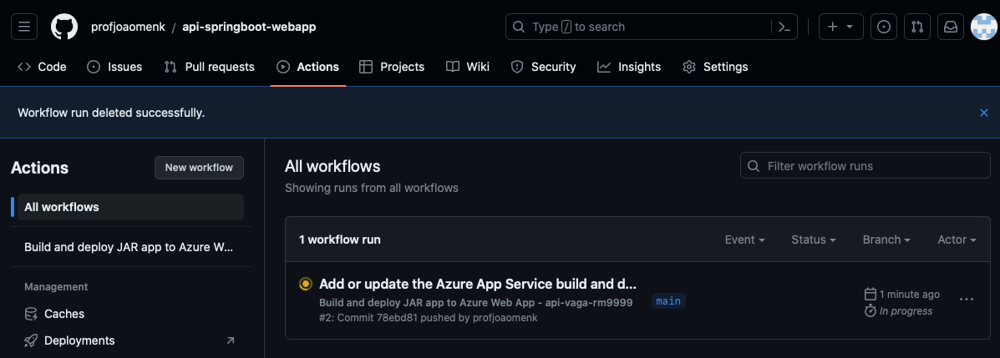 profjoaomenk / api-springboot-webapp
Type / to search
Code Issues Pull requests Actions Projects Wiki Security Insights Settings
Workflow run deleted successfully.
Actions
New workflow
All workflows
Build and deploy JAR app to Azure W...
Management
Caches
Deployments
All workflows
Showing runs from all workflows
Filter workflow runs
1 workflow run
Event Status Branch Actor
Add or update the Azure App Service build and d...
Build and deploy JAR app to Azure Web App - api-vaga-rm9999
#2: Commit 78ebd81 pushed by profjoaomenk
main
1 minute ago
In progress